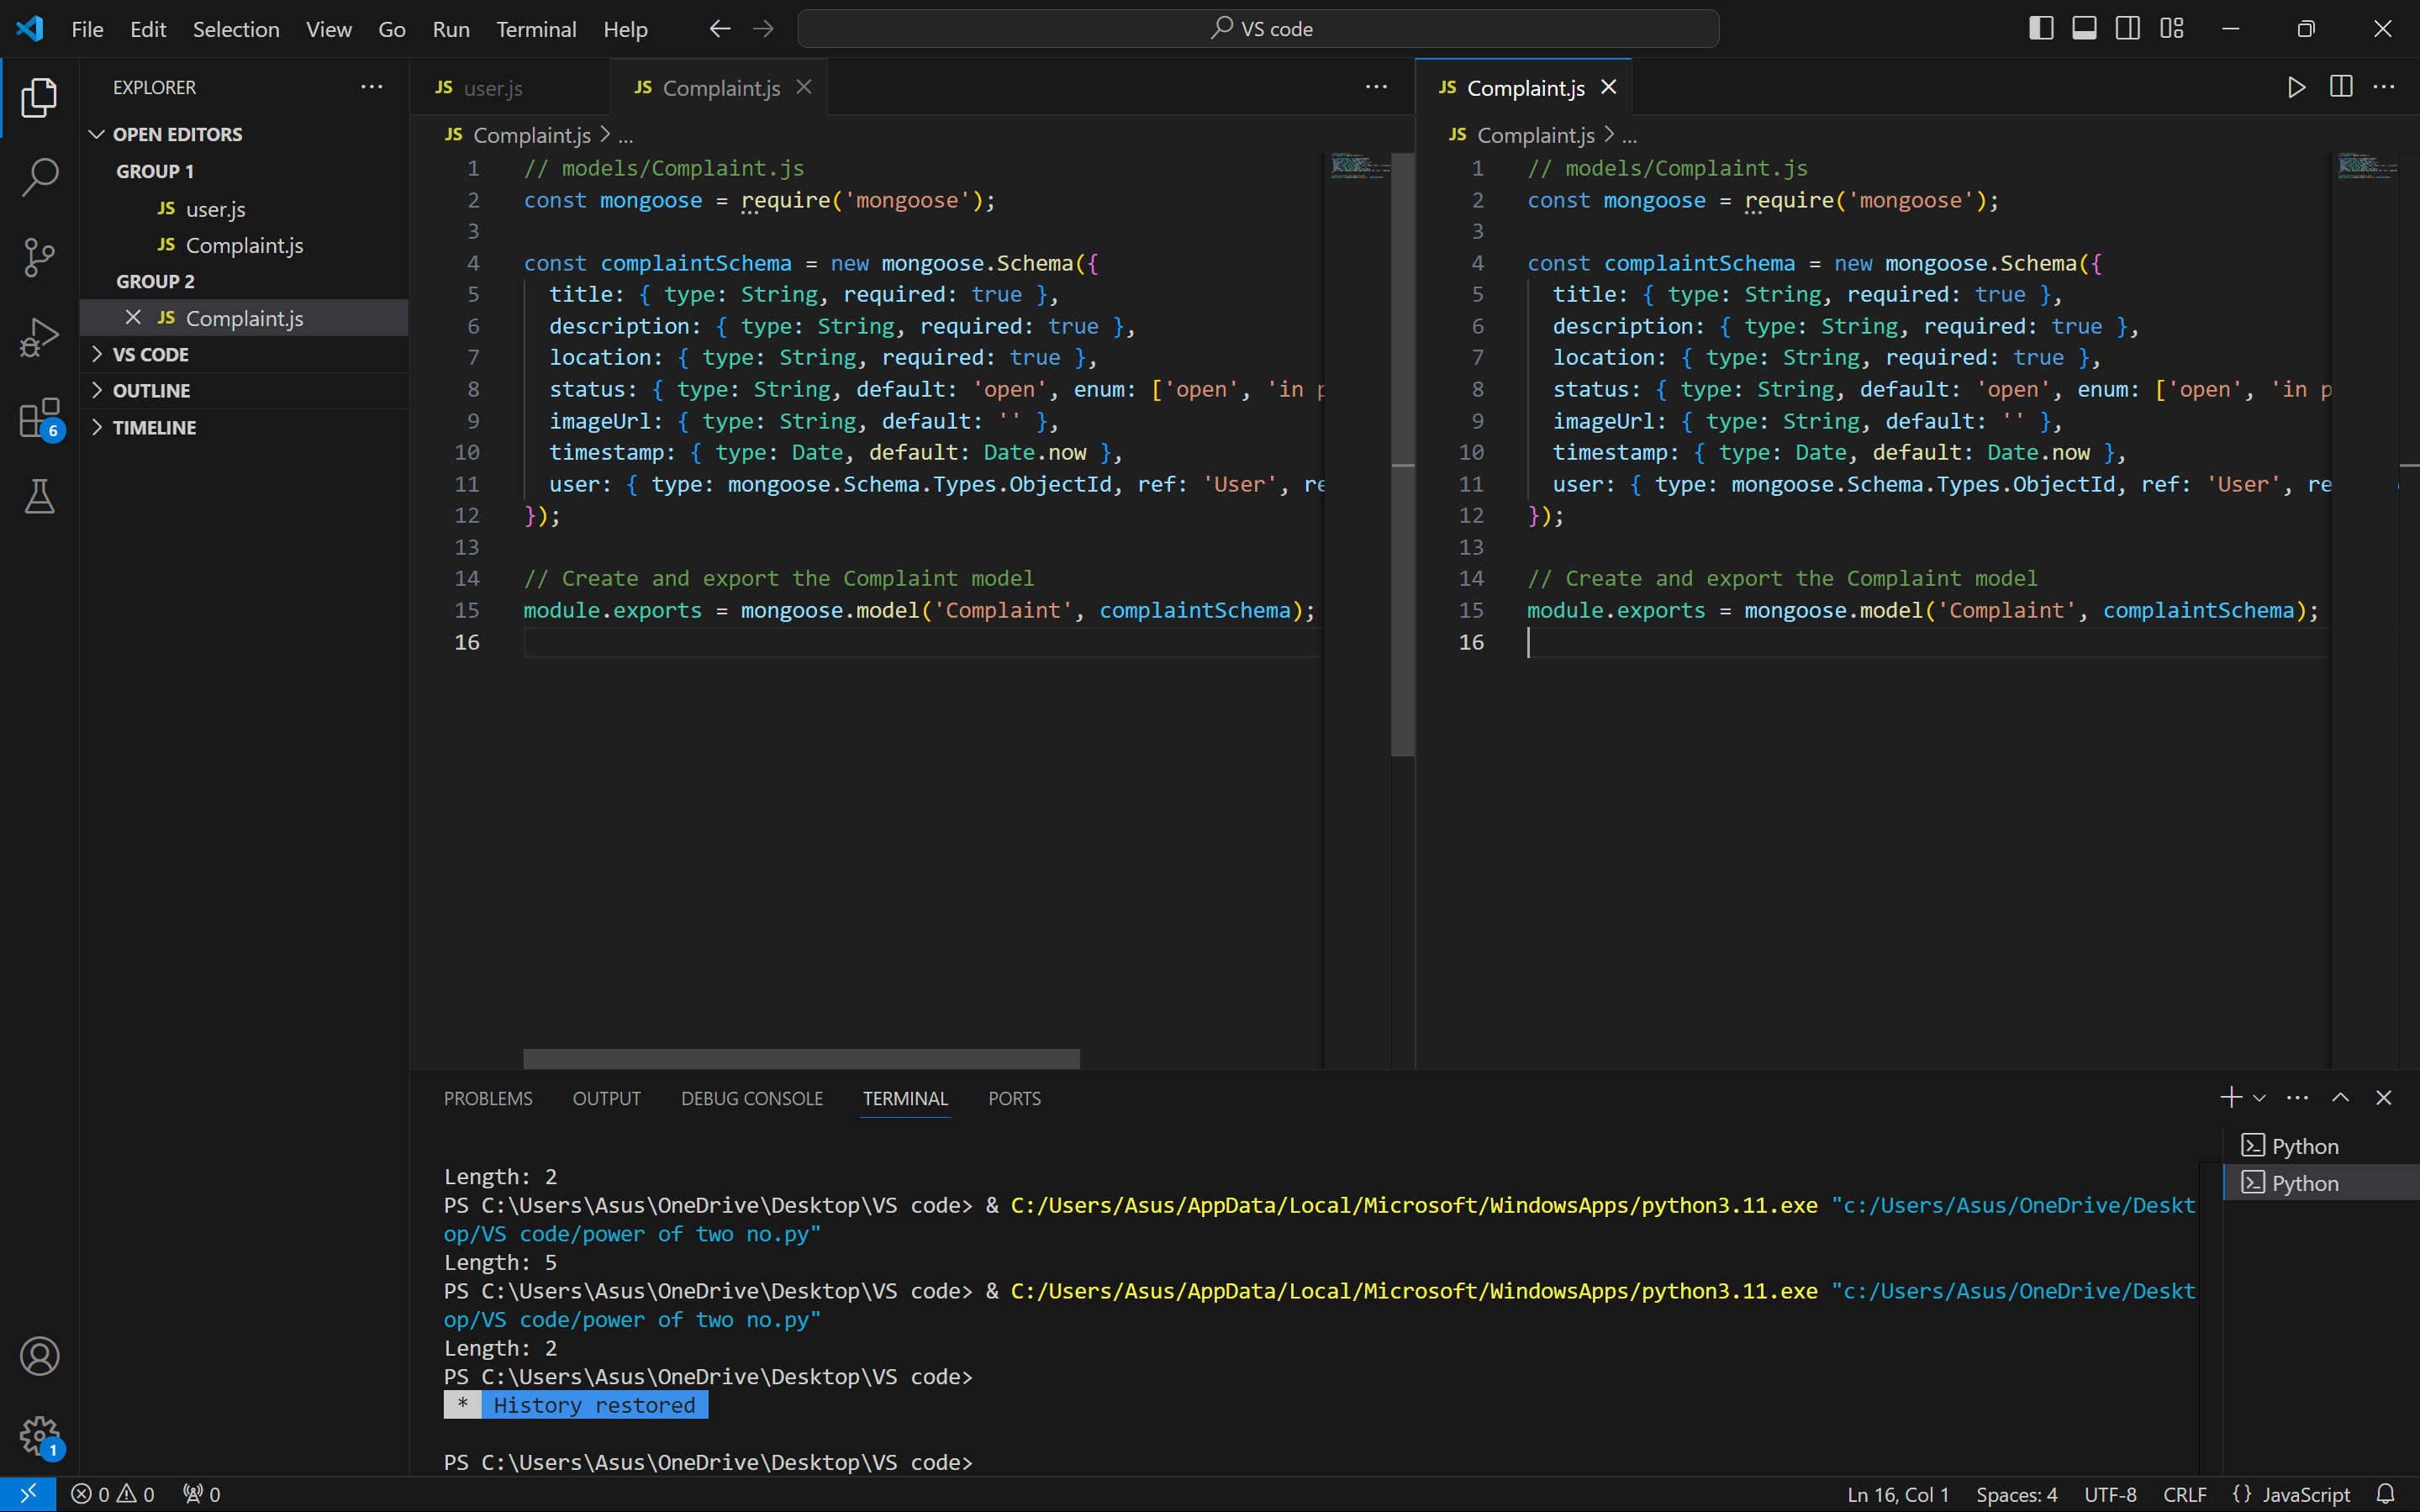 File Edit Selection View Go Run Terminal Help VS code
EXPLORER
OPEN EDITORS
GROUP 1
JS user.js
JS Complaint.js
GROUP 2
JS Complaint.js
VS CODE
OUTLINE
TIMELINE
6
1
JS user.js JS Complaint.js
JS Complaint.js > ...
1 // models/Complaint.js
2 const mongoose = require('mongoose');
3
4 const complaintSchema = new mongoose.Schema({
5 title: { type: String, required: true },
6 description: { type: String, required: true },
7 location: { type: String, required: true },
8 status: { type: String, default: 'open', enum: ['open', 'in p
9 imageUrl: { type: String, default: '' },
10 timestamp: { type: Date, default: Date.now },
11 user: { type: mongoose.Schema.Types.ObjectId, ref: 'User', re
12 });
13
14 // Create and export the Complaint model
15 module.exports = mongoose.model('Complaint', complaintSchema);
16
JS Complaint.js
JS Complaint.js > ...
1 // models/Complaint.js
2 const mongoose = require('mongoose');
3
4 const complaintSchema = new mongoose.Schema({
5 title: { type: String, required: true },
6 description: { type: String, required: true },
7 location: { type: String, required: true },
8 status: { type: String, default: 'open', enum: ['open', 'in p
9 imageUrl: { type: String, default: '' },
10 timestamp: { type: Date, default: Date.now },
11 user: { type: mongoose.Schema.Types.ObjectId, ref: 'User', re
12 });
13
14 // Create and export the Complaint model
15 module.exports = mongoose.model('Complaint', complaintSchema);
16
PROBLEMS OUTPUT DEBUG CONSOLE TERMINAL PORTS
Length: 2
PS C:\Users\Asus\OneDrive\Desktop\VS code> & C:/Users/Asus/AppData/Local/Microsoft/WindowsApps/python3.11.exe "c:/Users/Asus/OneDrive/Deskt
op/VS code/power of two no.py"
Length: 5
PS C:\Users\Asus\OneDrive\Desktop\VS code> & C:/Users/Asus/AppData/Local/Microsoft/WindowsApps/python3.11.exe "c:/Users/Asus/OneDrive/Deskt
op/VS code/power of two no.py"
Length: 2
PS C:\Users\Asus\OneDrive\Desktop\VS code>
* History restored
PS C:\Users\Asus\OneDrive\Desktop\VS code>
Python
Python
0 0 0 Ln 16, Col 1 Spaces: 4 UTF-8 CRLF {} JavaScript